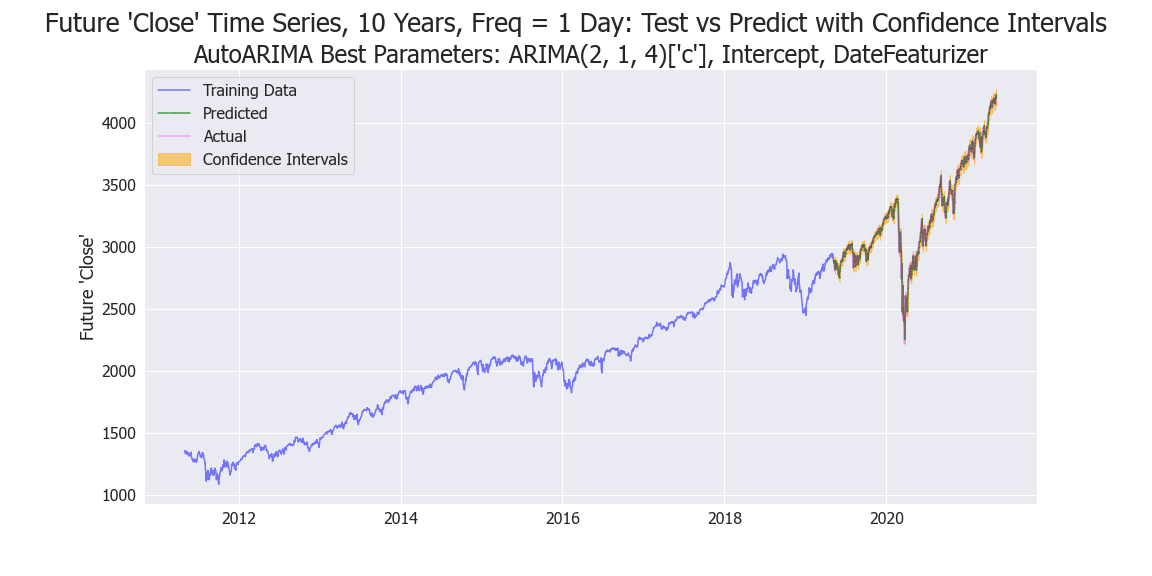 Future 'Close' Time Series, 10 Years, Freq = 1 Day: Test vs Predict with Confidence Intervals
AutoARIMA Best Parameters: ARIMA(2, 1, 4)['c'], Intercept, DateFeaturizer
Training Data
Predicted
Actual
Confidence Intervals
Future 'Close'
4000
3500
3000
2500
2000
1500
1000
2012
2014
2016
2018
2020